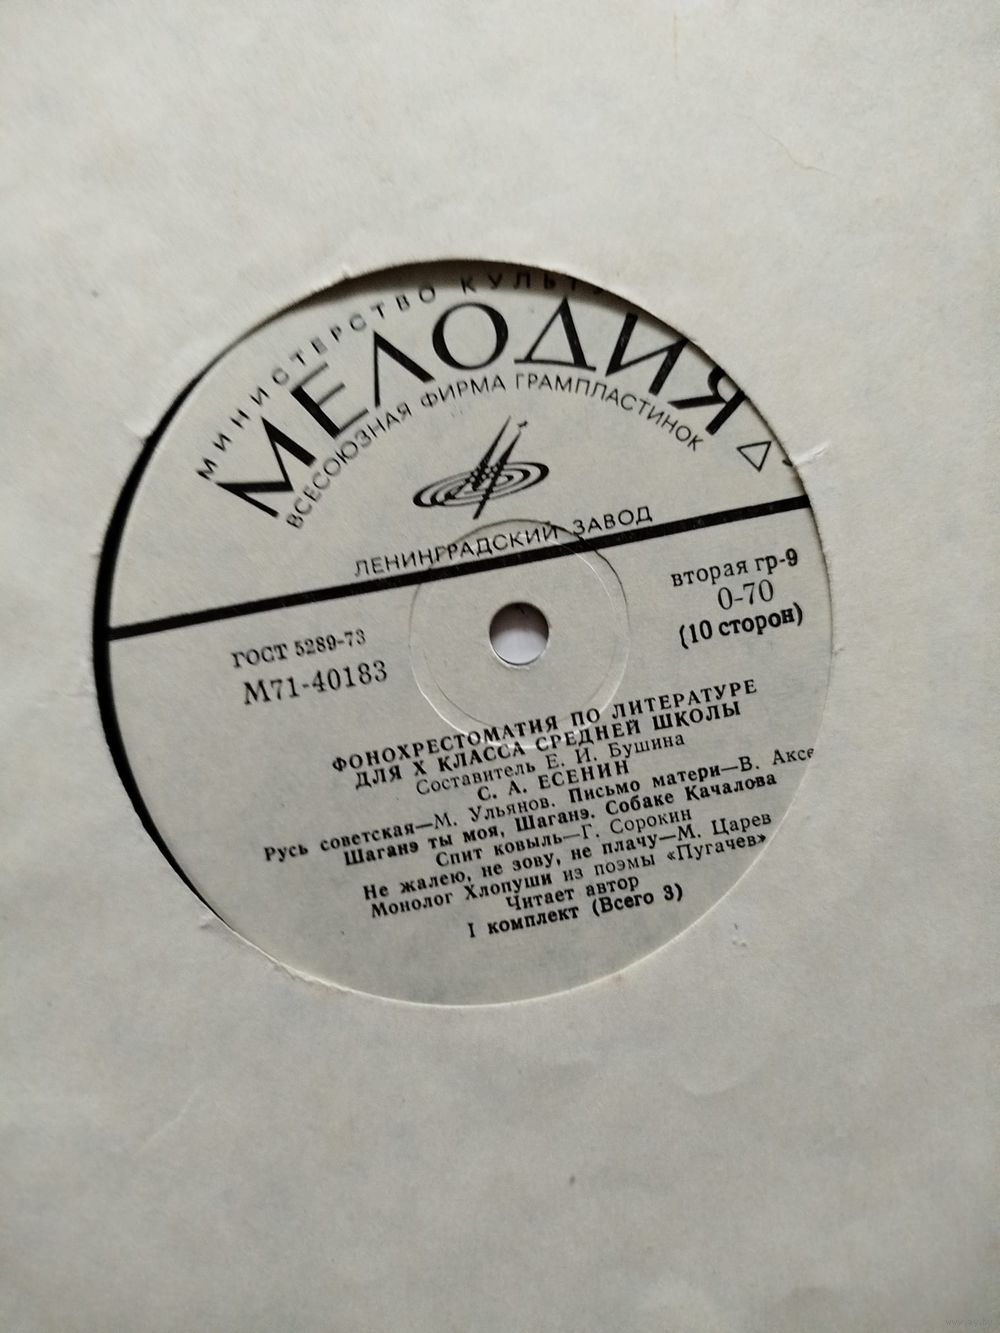 МИНИСТЕРСТВО КУЛЬТУ
МЕЛОДИЯ
ВСЕСОЮЗНАЯ ФИРМА ГРАМПЛАСТИНОК
ЛЕНИНГРАДСКИЙ ЗАВОД
ГОСТ 5289-73
М71-40183
вторая гр-9
0-70
(10 сторон)
ФОНОХРЕСТОМАТИЯ ПО ЛИТЕРАТУРЕ
ДЛЯ X КЛАССА СРЕДНЕЙ ШКОЛЫ
Составитель Е. И. Бушина
С. А. ЕСЕНИН
Русь советская—М. Ульянов. Письмо матери—В. Аксе
Шаганэ ты моя, Шаганэ. Собаке Качалова
Спит ковыль—Г. Сорокин
Не жалею, не зову, не плачу—М. Царев
Монолог Хлопуши из поэмы «Пугачев»
Читает автор
I комплект (Всего 3)